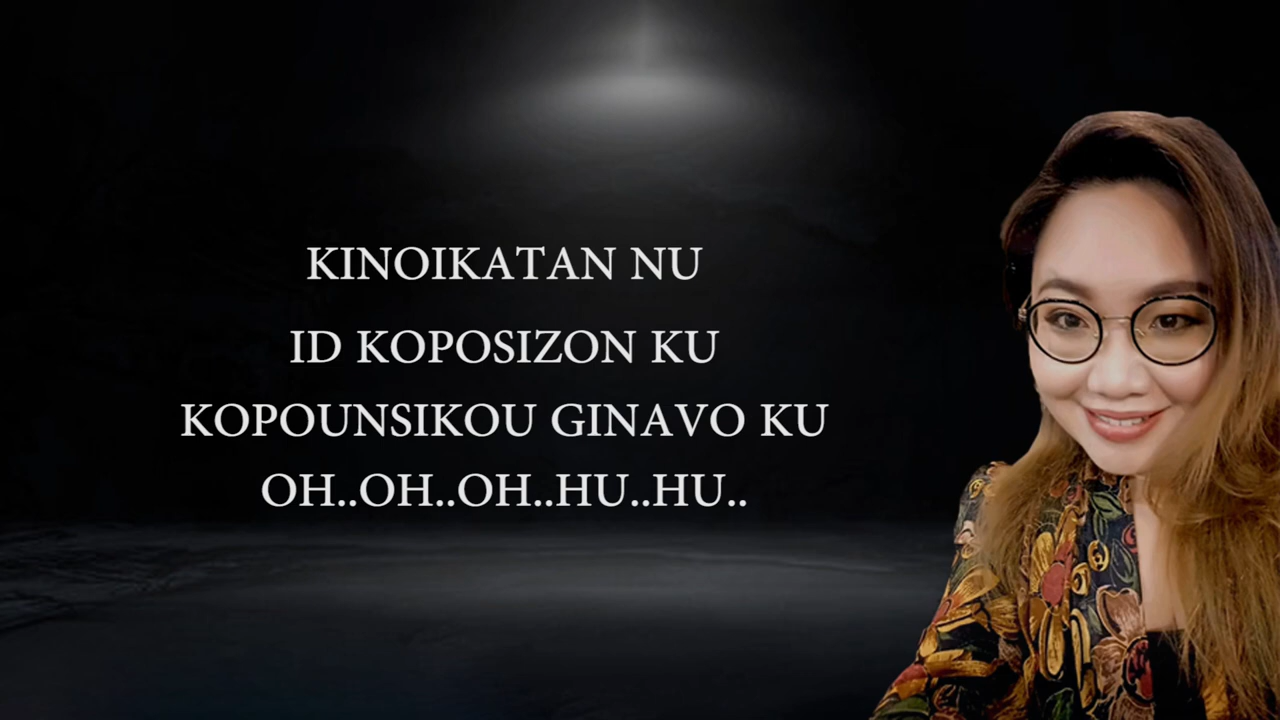 KINOIKATAN NU
ID KOPOSIZON KU
KOPOUNSIKOU GINAVO KU
OH..OH..OH..HU..HU..